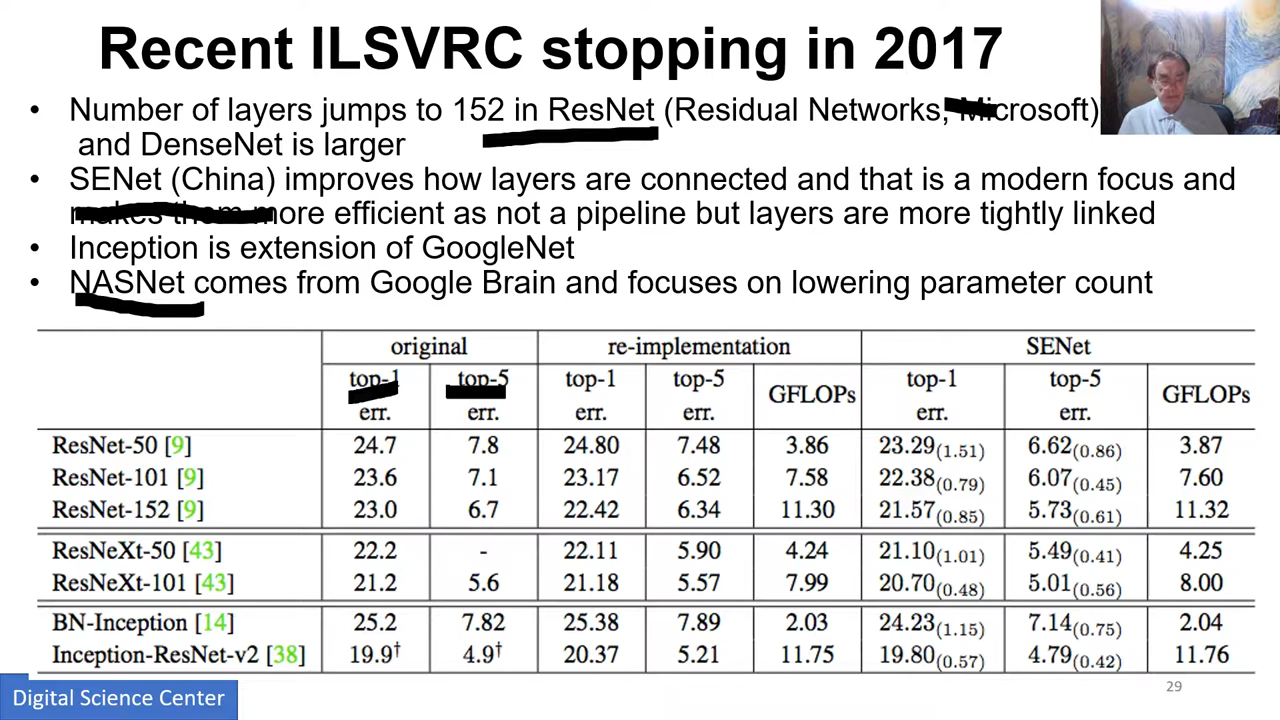 Recent ILSVRC stopping in 2017
• Number of layers jumps to 152 in ResNet (Residual Networks, Microsoft)
and DenseNet is larger
• SENet (China) improves how layers are connected and that is a modern focus and
makes them more efficient as not a pipeline but layers are more tightly linked
• Inception is extension of GoogleNet
• NASNet comes from Google Brain and focuses on lowering parameter count
original re-implementation SENet
top-1 err. top-5 err. top-1 err. top-5 err. GFLOPs top-1 err. top-5 err. GFLOPs
ResNet-50 [9] 24.7 7.8 24.80 7.48 3.86 23.29(1.51) 6.62(0.86) 3.87
ResNet-101 [9] 23.6 7.1 23.17 6.52 7.58 22.38(0.79) 6.07(0.45) 7.60
ResNet-152 [9] 23.0 6.7 22.42 6.34 11.30 21.57(0.85) 5.73(0.61) 11.32
ResNeXt-50 [43] 22.2 - 22.11 5.90 4.24 21.10(1.01) 5.49(0.41) 4.25
ResNeXt-101 [43] 21.2 5.6 21.18 5.57 7.99 20.70(0.48) 5.01(0.56) 8.00
BN-Inception [14] 25.2 7.82 25.38 7.89 2.03 24.23(1.15) 7.14(0.75) 2.04
Inception-ResNet-v2 [38] 19.9† 4.9† 20.37 5.21 11.75 19.80(0.57) 4.79(0.42) 11.76
Digital Science Center
29